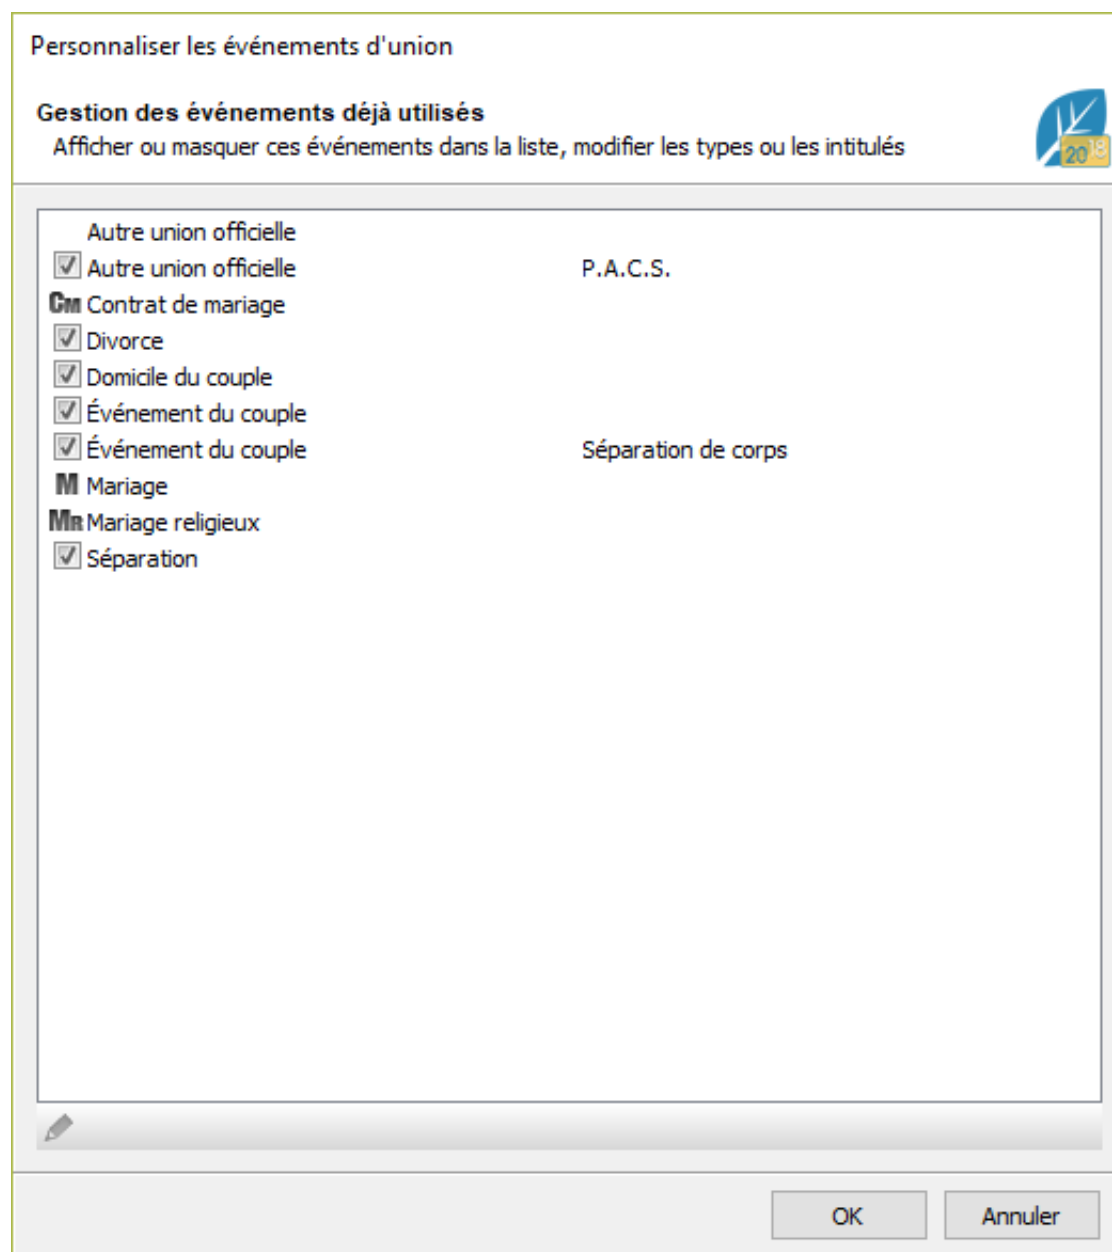 Personnaliser les événements d'union
Gestion des événements déjà utilisés
Afficher ou masquer ces événements dans la liste, modifier les types ou les intitulés
2018
Autre union officielle
Autre union officielle P.A.C.S.
CM Contrat de mariage
Divorce
Domicile du couple
Événement du couple
Événement du couple Séparation de corps
M Mariage
MR Mariage religieux
Séparation
OK Annuler